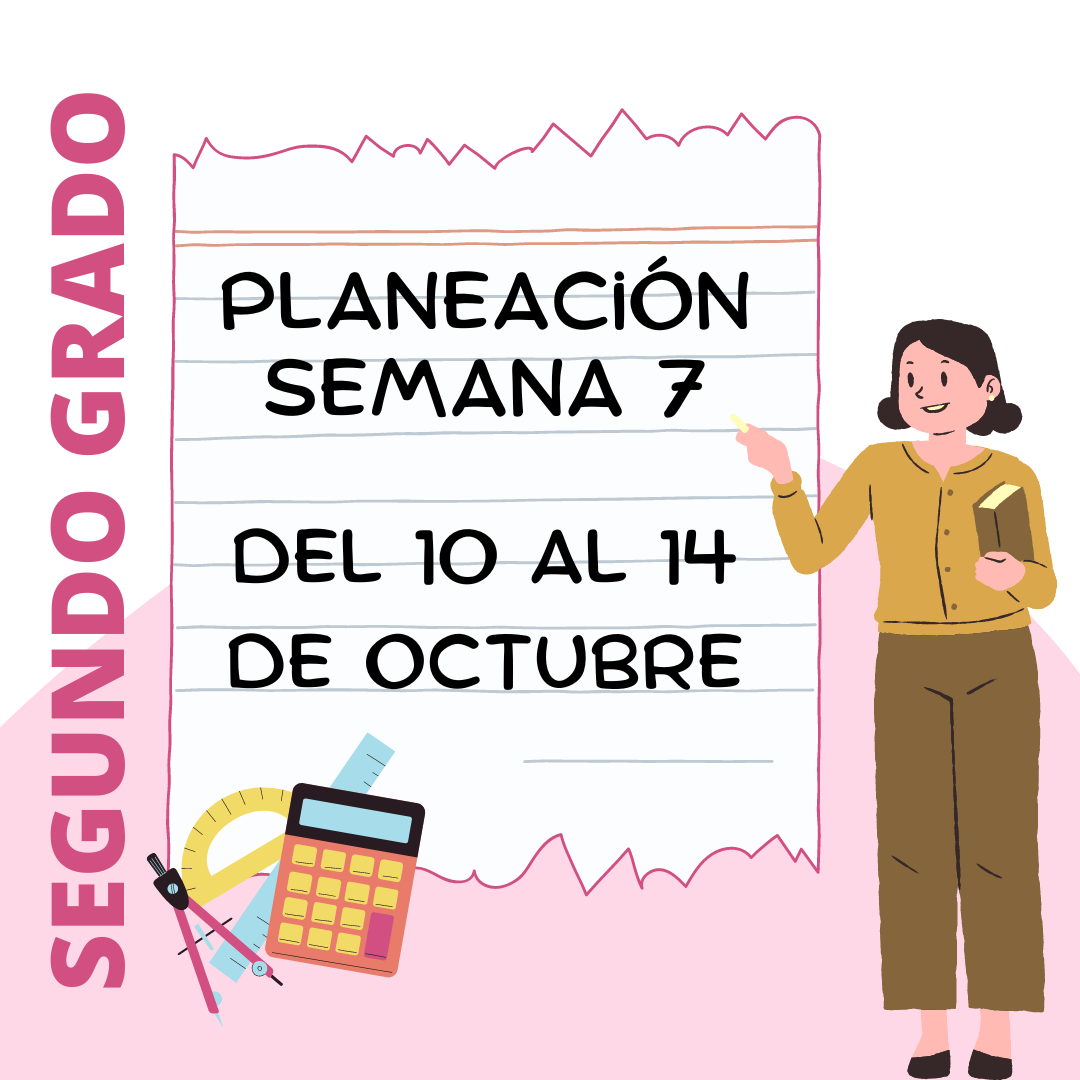 SEGUNDO GRADO
PLANEACIÓN
SEMANA 7
DEL 10 AL 14
DE OCTUBRE